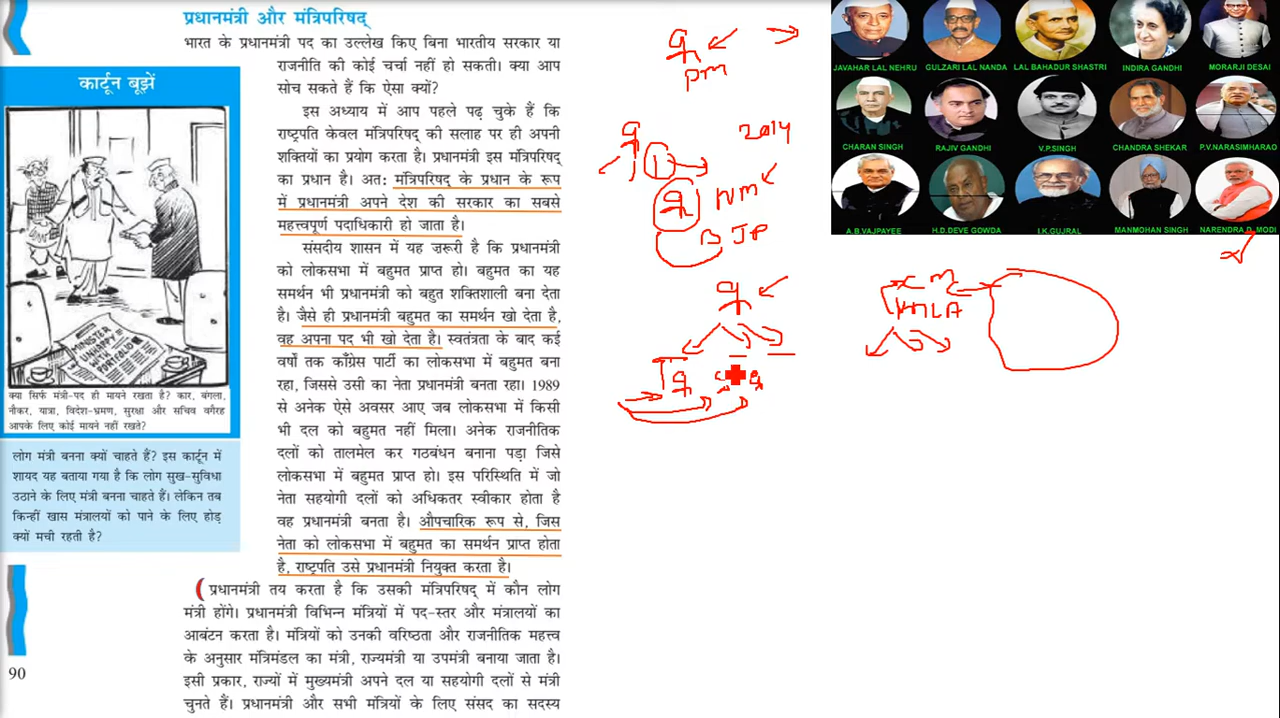 प्रधानमंत्री और मंत्रिपरिषद्
भारत के प्रधानमंत्री पद का उल्लेख किए बिना भारतीय सरकार या
राजनीति की कोई चर्चा नहीं हो सकती। क्या आप
सोच सकते हैं कि ऐसा क्यों?
इस अध्याय में आप पहले पढ़ चुके हैं कि
राष्ट्रपति केवल मंत्रिपरिषद् की सलाह पर ही अपनी
शक्तियों का प्रयोग करता है। प्रधानमंत्री इस मंत्रिपरिषद्
का प्रधान है। अत: मंत्रिपरिषद् के प्रधान के रूप
में प्रधानमंत्री अपने देश की सरकार का सबसे
महत्त्वपूर्ण पदाधिकारी हो जाता है।
संसदीय शासन में यह ज़रूरी है कि प्रधानमंत्री
को लोकसभा में बहुमत प्राप्त हो। बहुमत का यह
समर्थन भी प्रधानमंत्री को बहुत शक्तिशाली बना देता
है। जैसे ही प्रधानमंत्री बहुमत का समर्थन खो देता है,
वह अपना पद भी खो देता है। स्वतंत्रता के बाद कई
वर्षों तक काँग्रेस पार्टी का लोकसभा में बहुमत बना
रहा, जिससे उसी का नेता प्रधानमंत्री बनता रहा। 1989
से अनेक ऐसे अवसर आए जब लोकसभा में किसी
भी दल को बहुमत नहीं मिला। अनेक राजनीतिक
दलों को तालमेल कर गठबंधन बनाना पड़ा जिसे
लोकसभा में बहुमत प्राप्त हो। इस परिस्थिति में जो
नेता सहयोगी दलों को अधिकतर स्वीकार होता है
वह प्रधानमंत्री बनता है। औपचारिक रूप से, जिस
नेता को लोकसभा में बहुमत का समर्थन प्राप्त होता
है, राष्ट्रपति उसे प्रधानमंत्री नियुक्त करता है।
प्रधानमंत्री तय करता है कि उसकी मंत्रिपरिषद् में कौन लोग
मंत्री होंगे। प्रधानमंत्री विभिन्न मंत्रियों में पद-स्तर और मंत्रालयों का
आबंटन करता है। मंत्रियों को उनकी वरिष्ठता और राजनीतिक महत्त्व
के अनुसार मंत्रिमंडल का मंत्री, राज्यमंत्री या उपमंत्री बनाया जाता है।
इसी प्रकार, राज्यों में मुख्यमंत्री अपने दल या सहयोगी दलों से मंत्री
चुनते हैं। प्रधानमंत्री और सभी मंत्रियों के लिए संसद का सदस्य
कार्टून बूझें
MINISTER
UNHAPPY
WITH
PORTFOLIO
क्या सिर्फ मंत्री-पद ही मायने रखता है? कार, बंगला,
नौकर, यात्रा, विदेश-भ्रमण, सुरक्षा और सचिव वगैरह
आपके लिए कोई मायने नहीं रखते?
लोग मंत्री बनना क्यों चाहते हैं? इस कार्टून में
शायद यह बताया गया है कि लोग सुख-सुविधा
उठाने के लिए मंत्री बनना चाहते हैं। लेकिन तब
किन्हीं खास मंत्रालयों को पाने के लिए होड़
क्यों मची रहती है?
90
प्र
PM
2014
1
NM
BJP
CM
MLA
JAVAHAR LAL NEHRU GULZARI LAL NANDA LAL BAHADUR SHASTRI INDIRA GANDHI MORARJI DESAI
CHARAN SINGH RAJIV GANDHI V.P.SINGH CHANDRA SHEKAR P.V.NARASIMHARAO
A.B.VAJPAYEE H.D.DEVE GOWDA I.K.GUJRAL MANMOHAN SINGH NARENDRA D. MODI